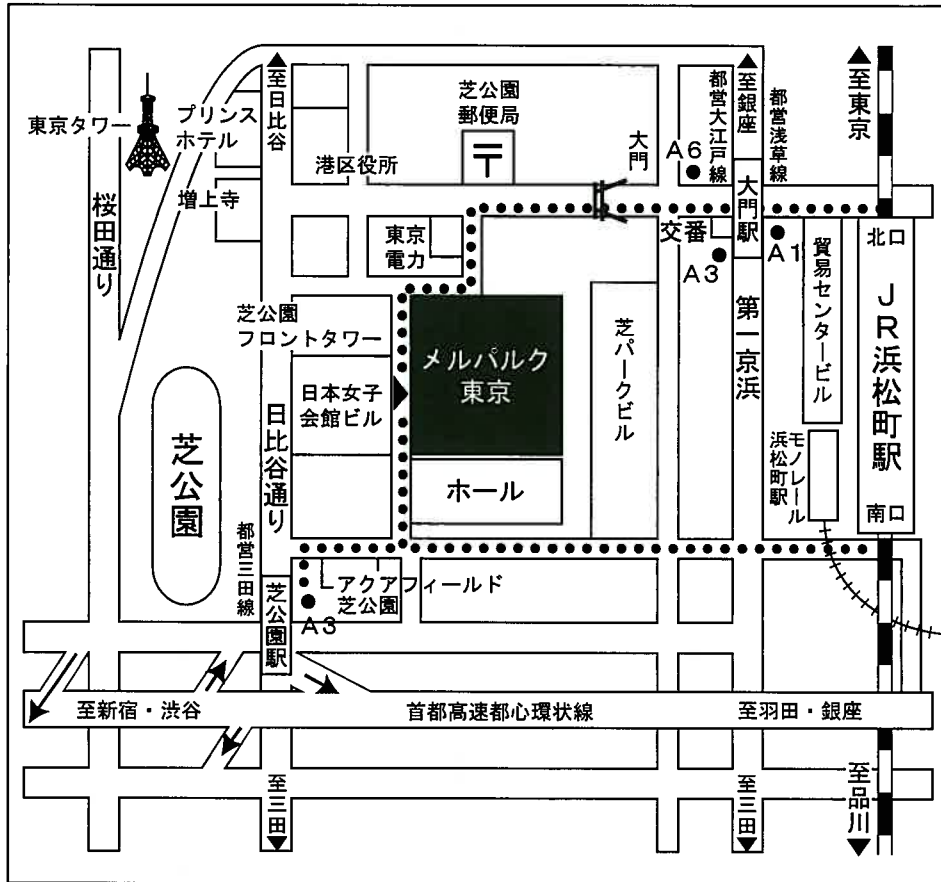 至日比谷
都営大江戸線
至銀座
都営浅草線
至東京
東京タワー
プリンス
ホテル
芝公園
郵便局
〒
大門
A6
港区役所
大門駅
増上寺
桜田通り
東京
電力
交番
A3
A1
北口
貿易センタービル
JR浜松町駅
第一京浜
芝公園
フロントタワー
メルパルク
東京
芝パークビル
日本女子
会館ビル
日比谷通り
芝公園
ホール
モノレール
浜松町駅
南口
都営三田線
アクアフィールド
芝公園
A3
芝公園駅
至新宿・渋谷
首都高速都心環状線
至羽田・銀座
至三田
至三田
至品川